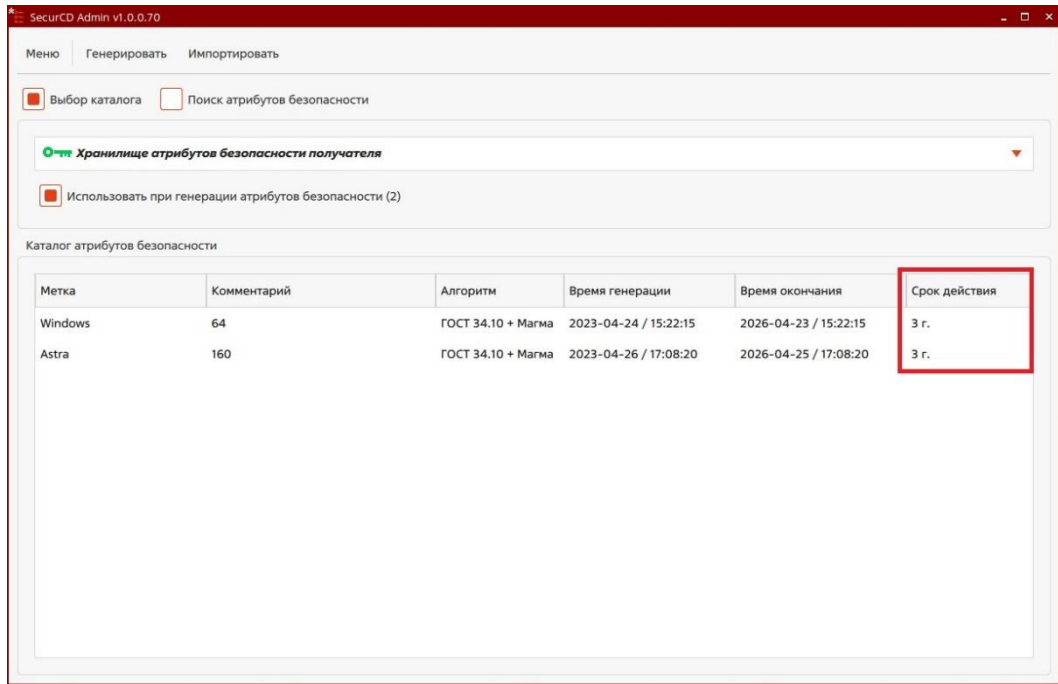 SecurCD Admin v1.0.0.70
Меню Генерировать Импортировать
Выбор каталога Поиск атрибутов безопасности
Хранилище атрибутов безопасности получателя
Использовать при генерации атрибутов безопасности (2)
Каталог атрибутов безопасности
Метка Комментарий Алгоритм Время генерации Время окончания Срок действия
Windows 64 ГОСТ 34.10 + Магма 2023-04-24 / 15:22:15 2026-04-23 / 15:22:15 3 г.
Astra 160 ГОСТ 34.10 + Магма 2023-04-26 / 17:08:20 2026-04-25 / 17:08:20 3 г.